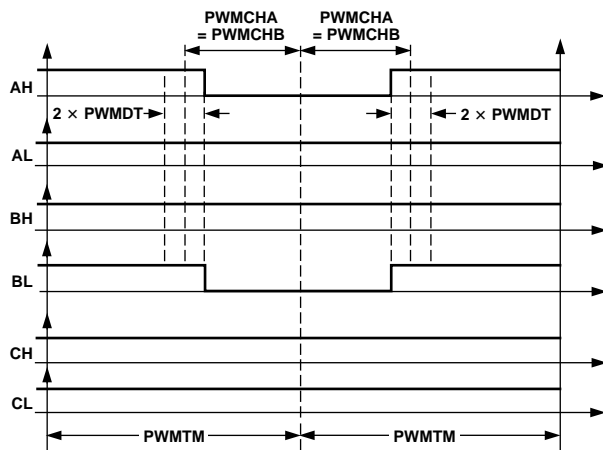 PWMCHA
= PWMCHB
PWMCHA
= PWMCHB
AH
2 × PWMDT
2 × PWMDT
AL
BH
BL
CH
CL
PWMTM
PWMTM